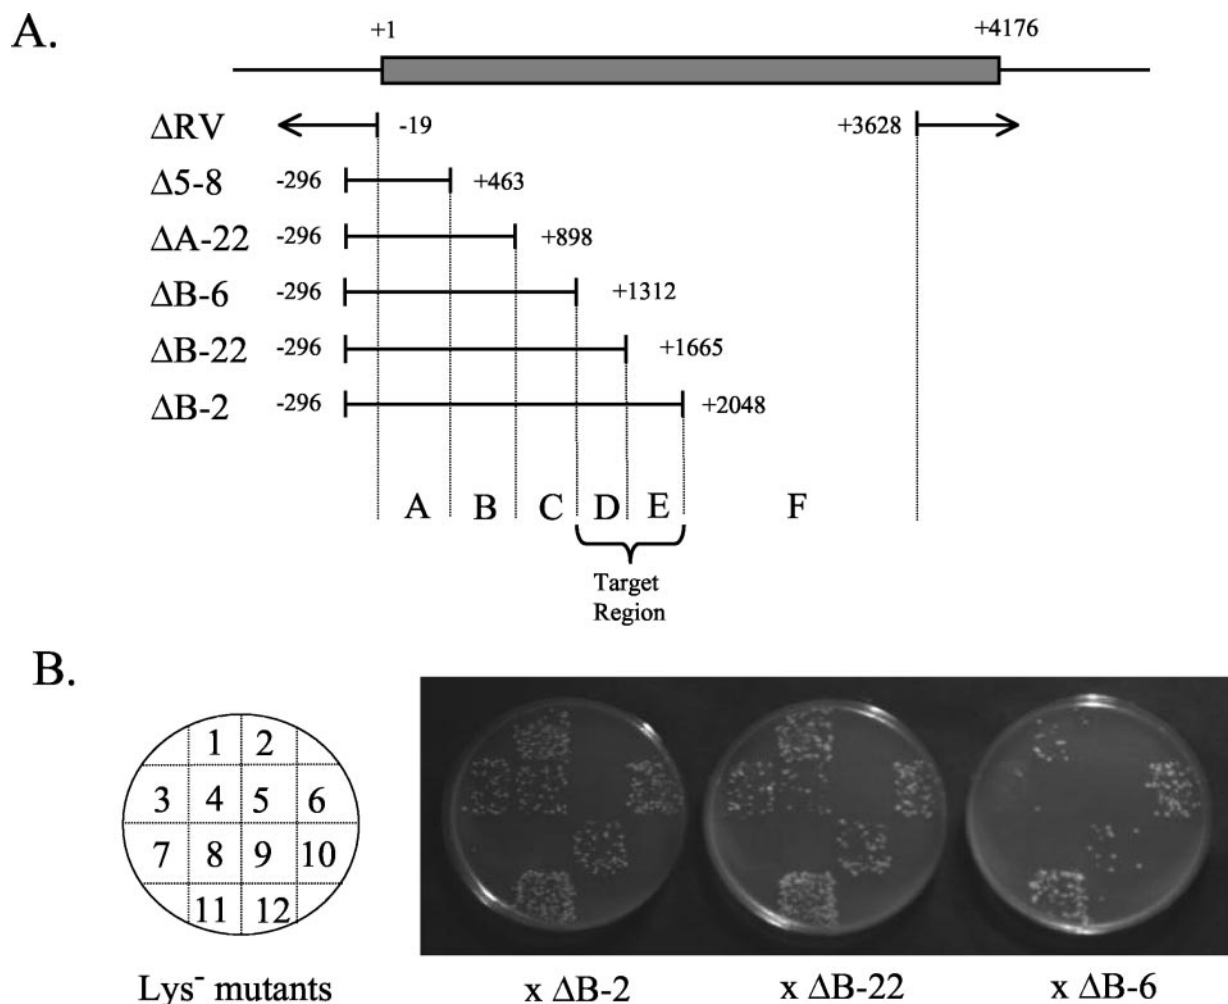 A.
+1 +4176
ΔRV -19 +3628
Δ5-8 -296 +463
ΔA-22 -296 +898
ΔB-6 -296 +1312
ΔB-22 -296 +1665
ΔB-2 -296 +2048
A B C D E F
Target
Region
B.
1 2
3 4 5 6
7 8 9 10
11 12
Lys⁻ mutants x ΔB-2 x ΔB-22 x ΔB-6